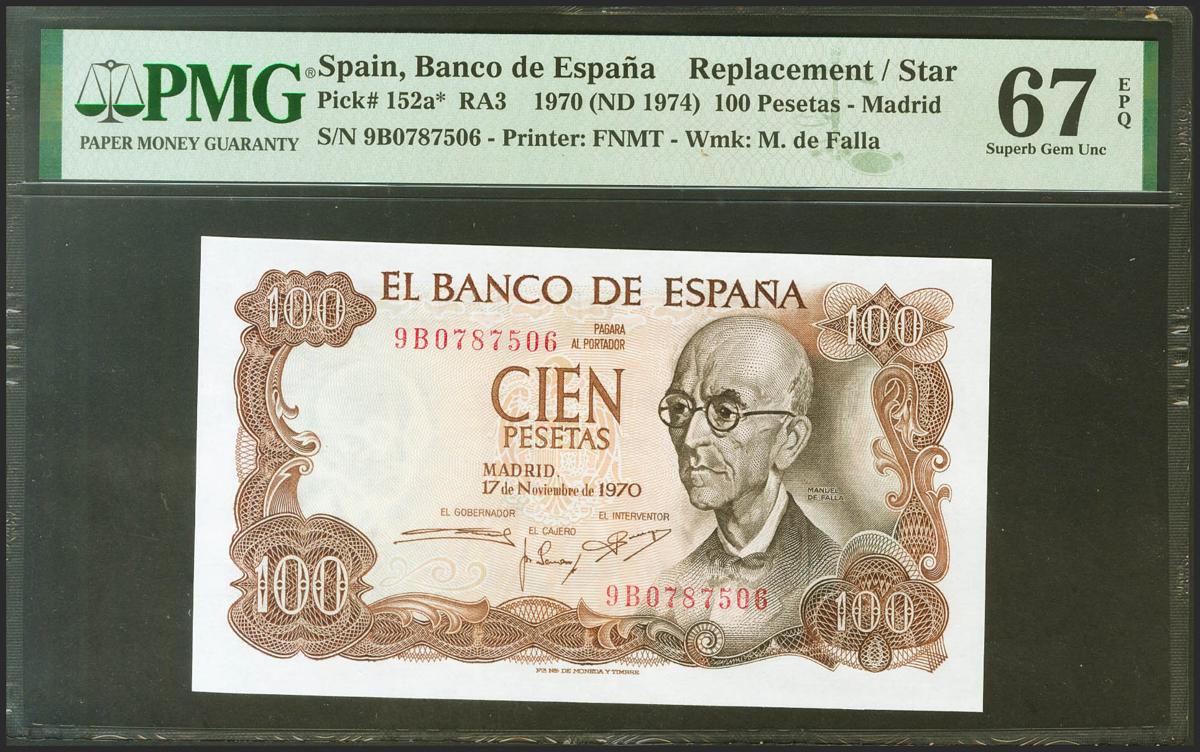 PMG®
PAPER MONEY GUARANTY
Spain, Banco de España Replacement / Star
Pick# 152a* RA3 1970 (ND 1974) 100 Pesetas - Madrid
S/N 9B0787506 - Printer: FNMT - Wmk: M. de Falla
67
EPQ
Superb Gem Unc
EL BANCO DE ESPAÑA
100
100
9B0787506
PAGARA
AL PORTADOR
CIEN
PESETAS
MADRID,
17 de Noviembre de 1970
MANUEL
DE FALLA
EL GOBERNADOR
EL INTERVENTOR
EL CAJERO
100
9B0787506
100
DE MONEDA Y TIMBRE